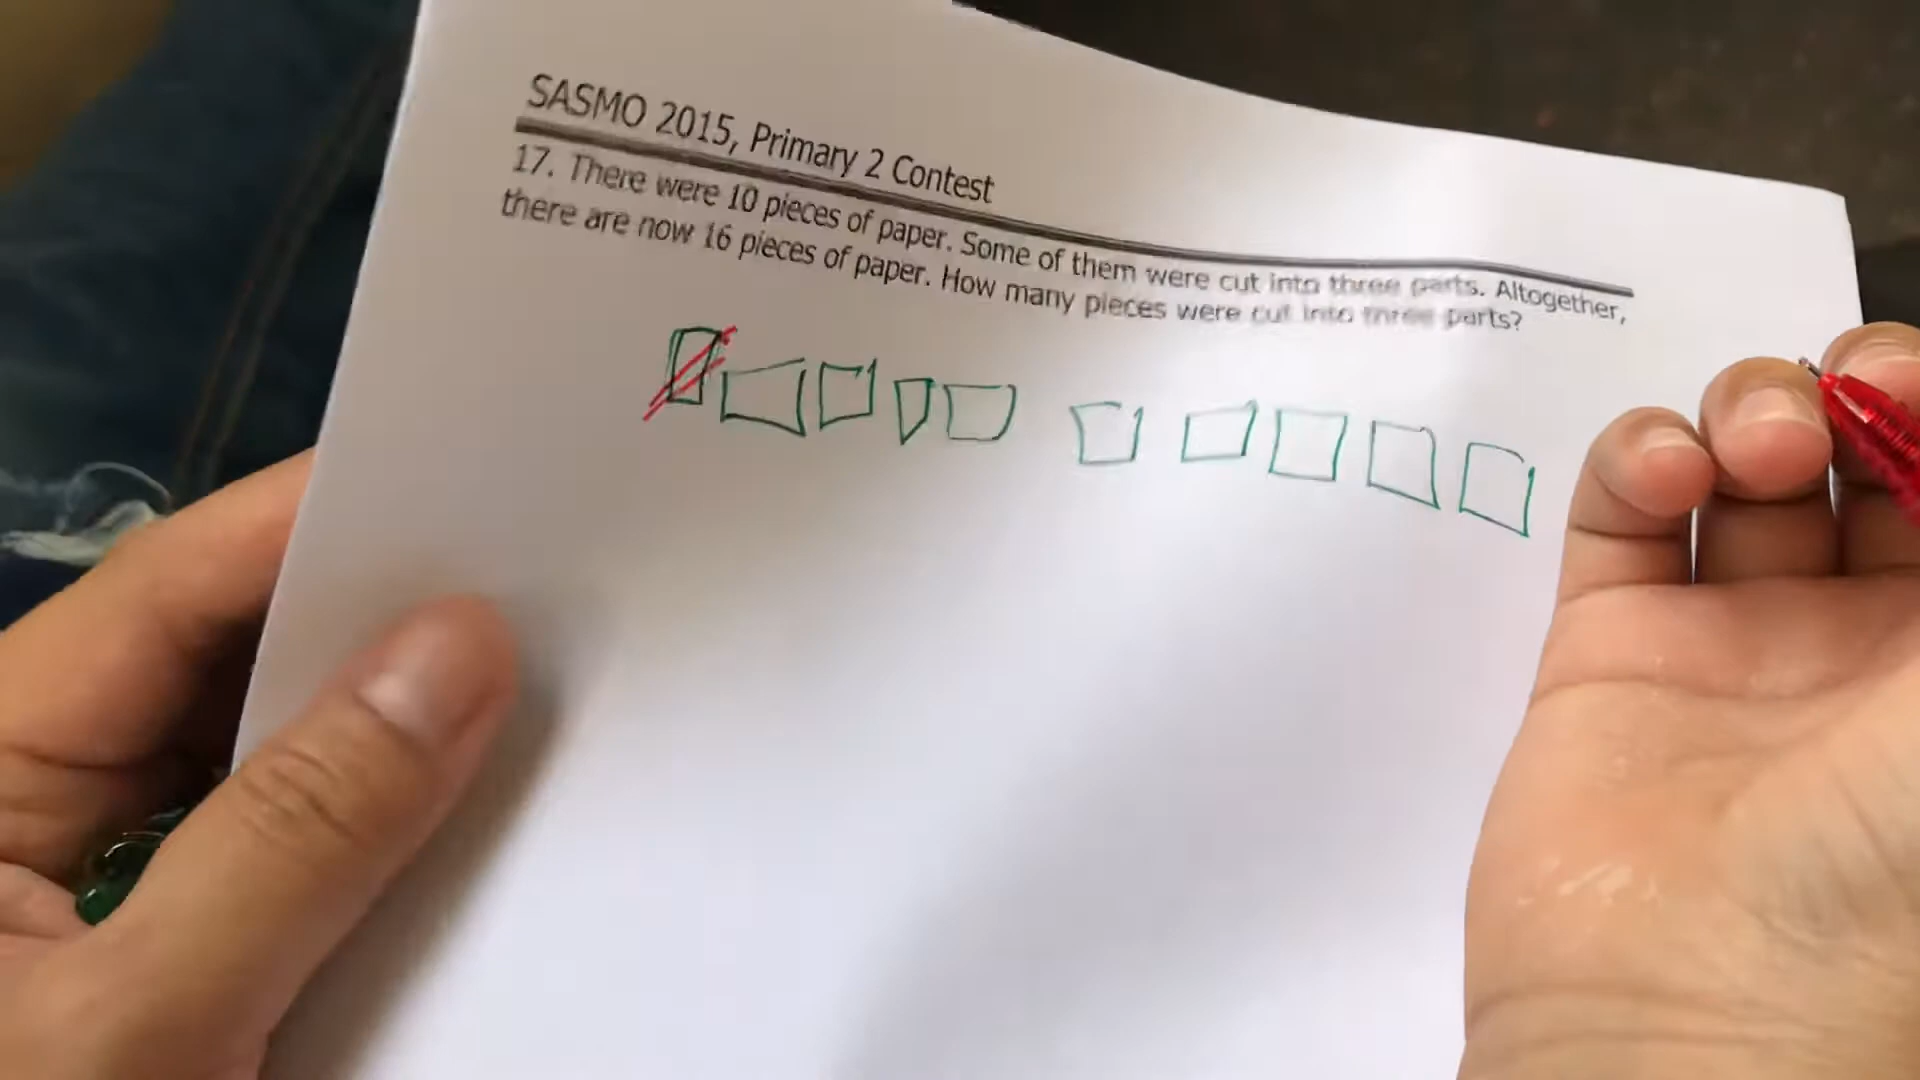 SASMO 2015, Primary 2 Contest
17. There were 10 pieces of paper. Some of them were cut into three parts. Altogether,
there are now 16 pieces of paper. How many pieces were cut into three parts?